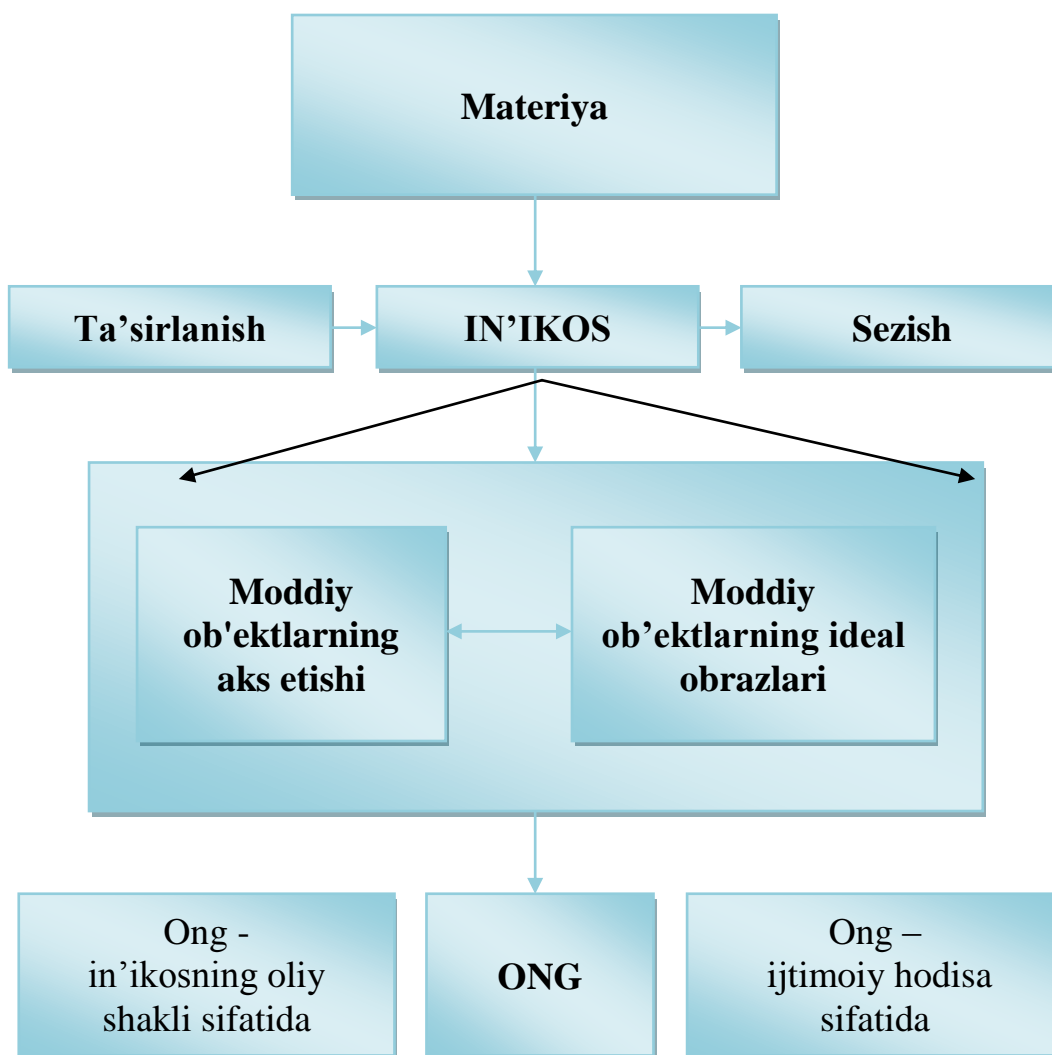 Materiya
Ta’sirlanish
IN’IKOS
Sezish
Moddiy
ob'ektlarning
aks etishi
Moddiy
ob’ektlarning ideal
obrazlari
Ong -
in’ikosning oliy
shakli sifatida
ONG
Ong –
ijtimoiy hodisa
sifatida